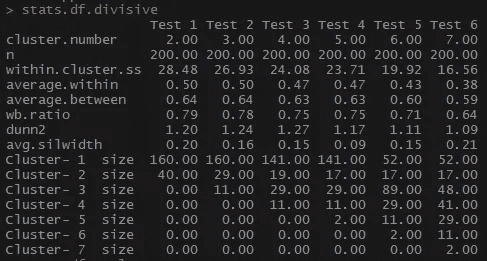 > stats.df.divisive
Test 1 Test 2 Test 3 Test 4 Test 5 Test 6
cluster.number 2.00 3.00 4.00 5.00 6.00 7.00
n 200.00 200.00 200.00 200.00 200.00 200.00
within.cluster.ss 28.48 26.93 24.08 23.71 19.92 16.56
average.within 0.50 0.50 0.47 0.47 0.43 0.38
average.between 0.64 0.64 0.63 0.63 0.60 0.59
wb.ratio 0.79 0.78 0.75 0.75 0.71 0.64
dunn2 1.20 1.24 1.27 1.17 1.11 1.09
avg.silwidth 0.20 0.16 0.15 0.09 0.15 0.21
Cluster- 1 size 160.00 160.00 141.00 141.00 52.00 52.00
Cluster- 2 size 40.00 29.00 19.00 17.00 17.00 17.00
Cluster- 3 size 0.00 11.00 29.00 29.00 89.00 48.00
Cluster- 4 size 0.00 0.00 11.00 11.00 29.00 41.00
Cluster- 5 size 0.00 0.00 0.00 2.00 11.00 29.00
Cluster- 6 size 0.00 0.00 0.00 0.00 2.00 11.00
Cluster- 7 size 0.00 0.00 0.00 0.00 0.00 2.00